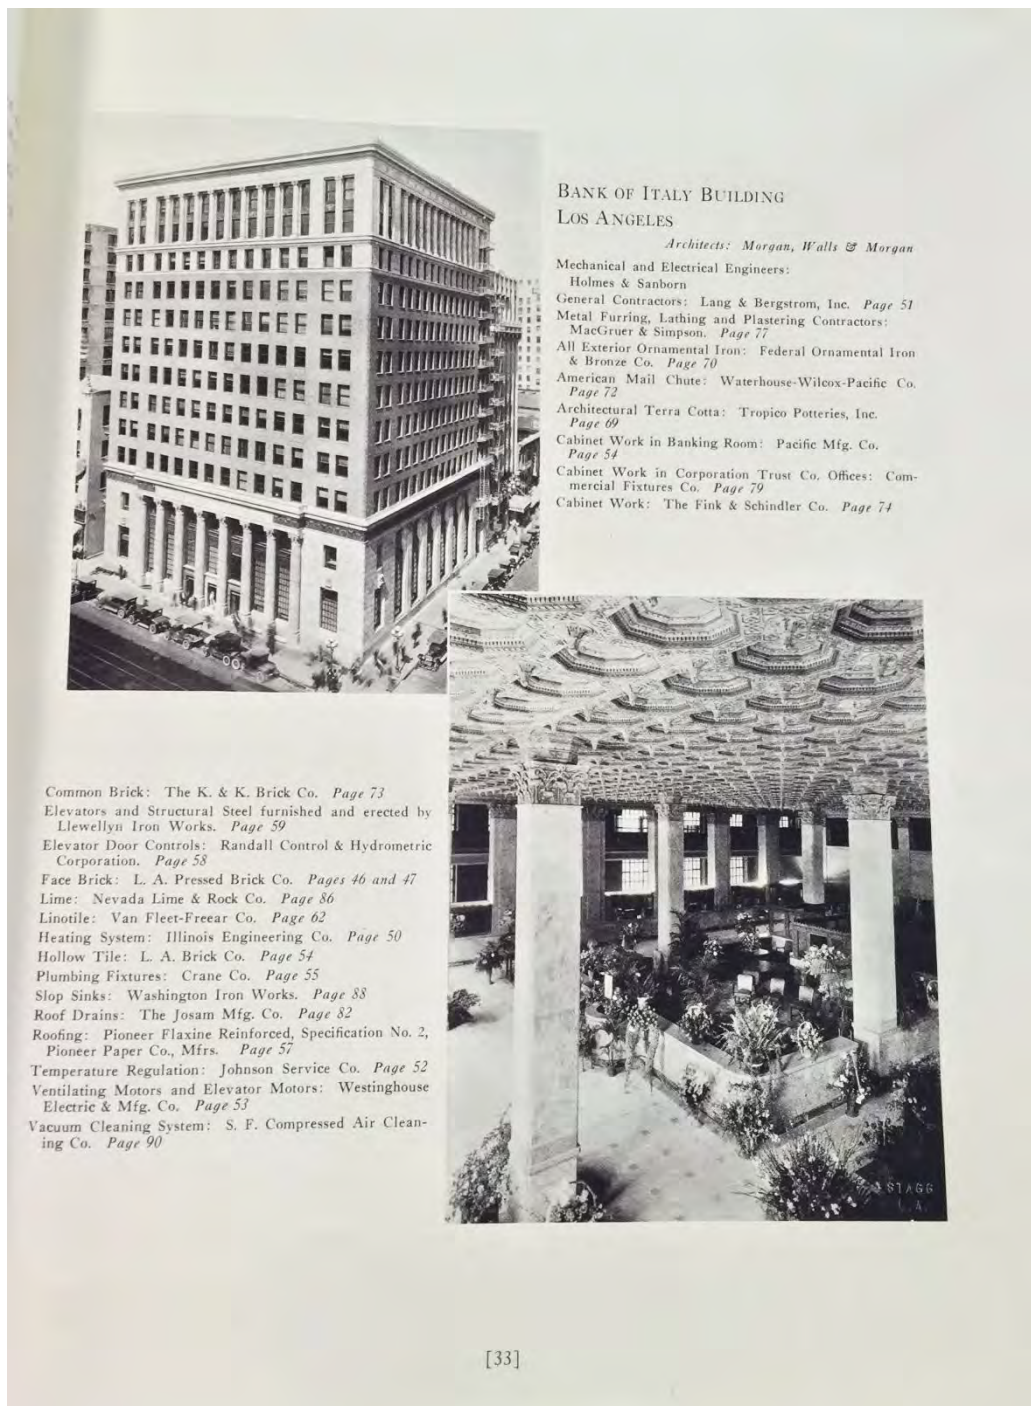 BANK OF ITALY BUILDING
LOS ANGELES
Architects: Morgan, Walls & Morgan
Mechanical and Electrical Engineers:
Holmes & Sanborn
General Contractors: Lang & Bergstrom, Inc. Page 51
Metal Furring, Lathing and Plastering Contractors:
MacGruer & Simpson. Page 77
All Exterior Ornamental Iron: Federal Ornamental Iron
& Bronze Co. Page 70
American Mail Chute: Waterhouse-Wilcox-Pacific Co.
Page 72
Architectural Terra Cotta: Tropico Potteries, Inc.
Page 69
Cabinet Work in Banking Room: Pacific Mfg. Co.
Page 54
Cabinet Work in Corporation Trust Co. Offices: Com-
mercial Fixtures Co. Page 79
Cabinet Work: The Fink & Schindler Co. Page 74
Common Brick: The K. & K. Brick Co. Page 73
Elevators and Structural Steel furnished and erected by
Llewellyn Iron Works. Page 59
Elevator Door Controls: Randall Control & Hydrometric
Corporation. Page 58
Face Brick: L. A. Pressed Brick Co. Pages 46 and 47
Lime: Nevada Lime & Rock Co. Page 86
Linotile: Van Fleet-Freear Co. Page 62
Heating System: Illinois Engineering Co. Page 50
Hollow Tile: L. A. Brick Co. Page 54
Plumbing Fixtures: Crane Co. Page 55
Slop Sinks: Washington Iron Works. Page 88
Roof Drains: The Josam Mfg. Co. Page 82
Roofing: Pioneer Flaxine Reinforced, Specification No. 2,
Pioneer Paper Co., Mfrs. Page 57
Temperature Regulation: Johnson Service Co. Page 52
Ventilating Motors and Elevator Motors: Westinghouse
Electric & Mfg. Co. Page 53
Vacuum Cleaning System: S. F. Compressed Air Clean-
ing Co. Page 90
STAGG
L. A.
[33]